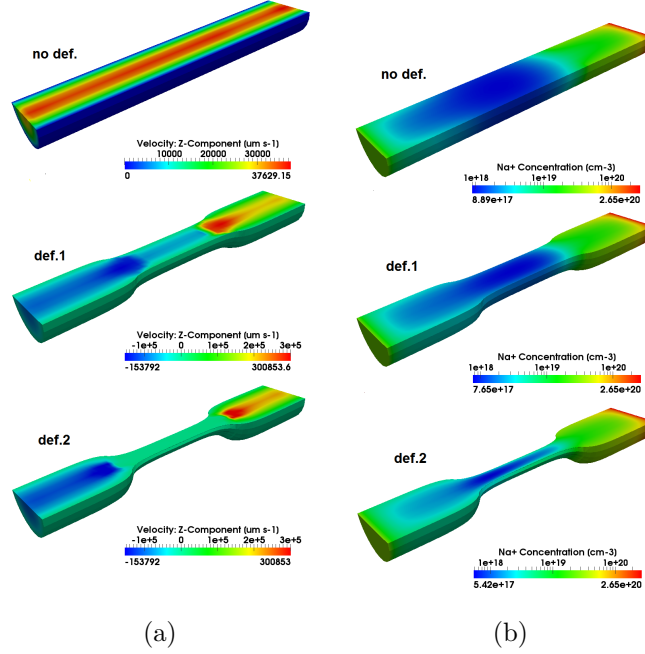 no def.
Velocity: Z-Component (um s-1)
10000 20000 30000
0 37629.15
def.1
Velocity: Z-Component (um s-1)
-1e+5 0 1e+5 2e+5 3e+5
-153792 300853.6
def.2
Velocity: Z-Component (um s-1)
-1e+5 0 1e+5 2e+5 3e+5
-153792 300853
(a)
no def.
Na+ Concentration (cm-3)
1e+18 1e+19 1e+20
8.89e+17 2.65e+20
def.1
Na+ Concentration (cm-3)
1e+18 1e+19 1e+20
7.65e+17 2.65e+20
def.2
Na+ Concentration (cm-3)
1e+18 1e+19 1e+20
5.42e+17 2.65e+20
(b)